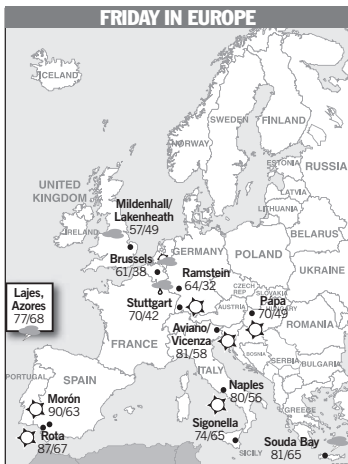 FRIDAY IN EUROPE
ICELAND
SWEDEN
FINLAND
NORWAY
ESTONIA
RUSSIA
LATVIA
LITHUANIA
UNITED
KINGDOM
IRELAND
Mildenhall/
Lakenheath
57/49
BELARUS
Brussels
61/38
GERMANY
POLAND
Ramstein
64/32
UKRAINE
CZECH
REP
SLOVAKIA
Lajes,
Azores
77/68
Stuttgart
70/42
AUSTRIA
HUNGARY
Pápa
70/49
FRANCE
Aviano/
Vicenza
81/58
ROMANIA
BOSNIA
SERBIA
BULGARIA
ITALY
PORTUGAL
SPAIN
Morón
90/63
Naples
80/56
GREECE
Rota
87/67
Sigonella
74/65
SICILY
Souda Bay
81/65